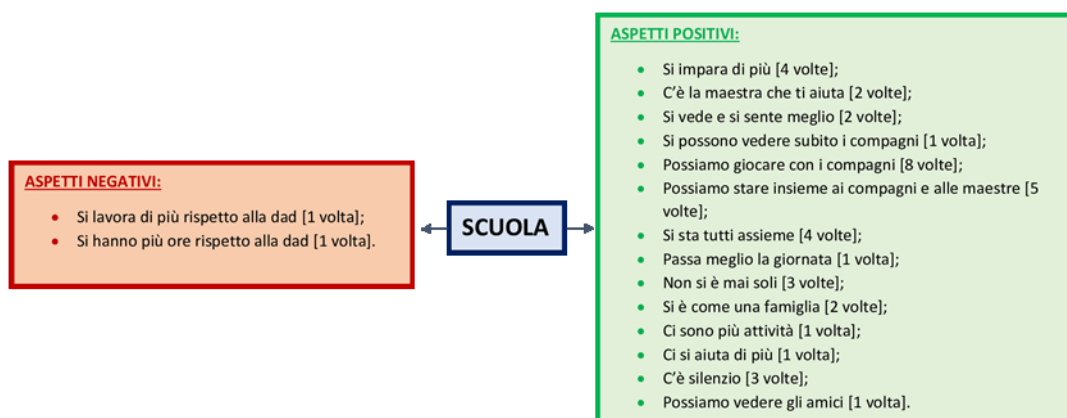 ASPETTI NEGATIVI:
Si lavora di più rispetto alla dad [1 volta];
Si hanno più ore rispetto alla dad [1 volta].
SCUOLA
ASPETTI POSITIVI:
Si impara di più [4 volte];
C'è la maestra che ti aiuta [2 volte];
Si vede e si sente meglio [2 volte];
Si possono vedere subito i compagni [1 volta];
Possiamo giocare con i compagni [8 volte];
Possiamo stare insieme ai compagni e alle maestre [5
volte];
Si sta tutti assieme [4 volte];
Passa meglio la giornata [1 volta];
Non si è mai soli [3 volte];
Si è come una famiglia [2 volte];
Ci sono più attività [1 volta];
Ci si aiuta di più [1 volta];
C'è silenzio [3 volte];
Possiamo vedere gli amici [1 volta].